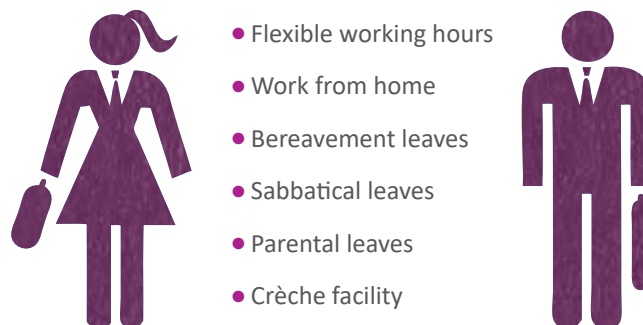 • Flexible working hours
• Work from home
• Bereavement leaves
• Sabbatical leaves
• Parental leaves
• Crèche facility